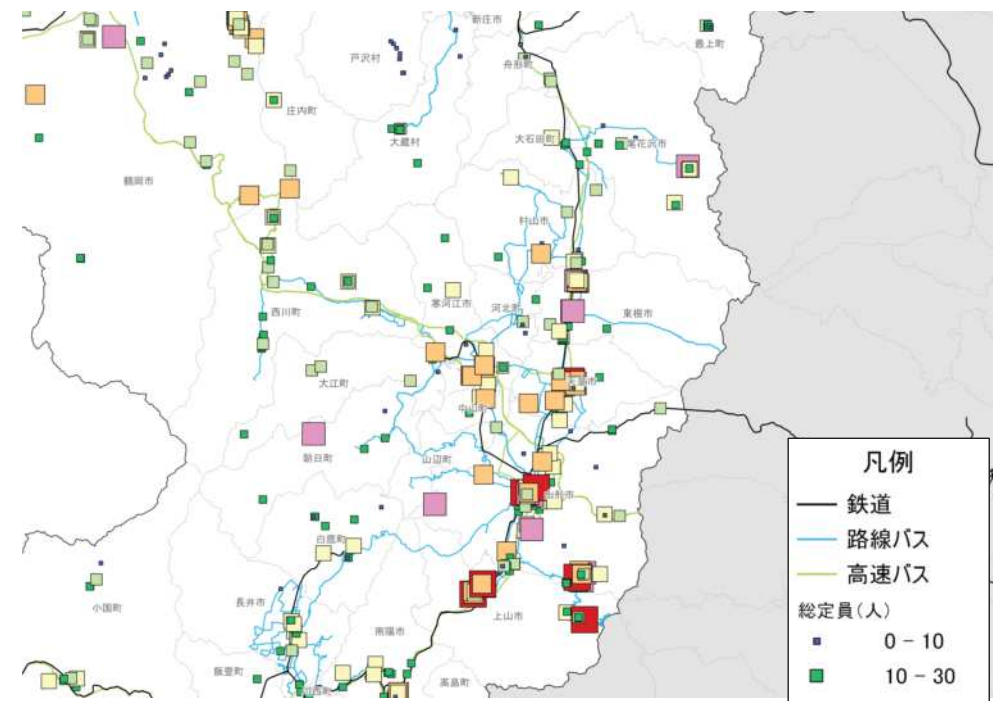 新庄市
最上町
戸沢村
舟形町
庄内町
大蔵村
大石田町
尾花沢市
鶴岡市
村山市
寒河江市
河北町
西川町
東根市
大江町
天童市
中山町
朝日町
山辺町
山形市
白鷹町
小国町
長井市
上山市
南陽市
飯豊町
高島町
川西町
凡例
鉄道
路線バス
高速バス
総定員(人)
0 - 10
10 - 30